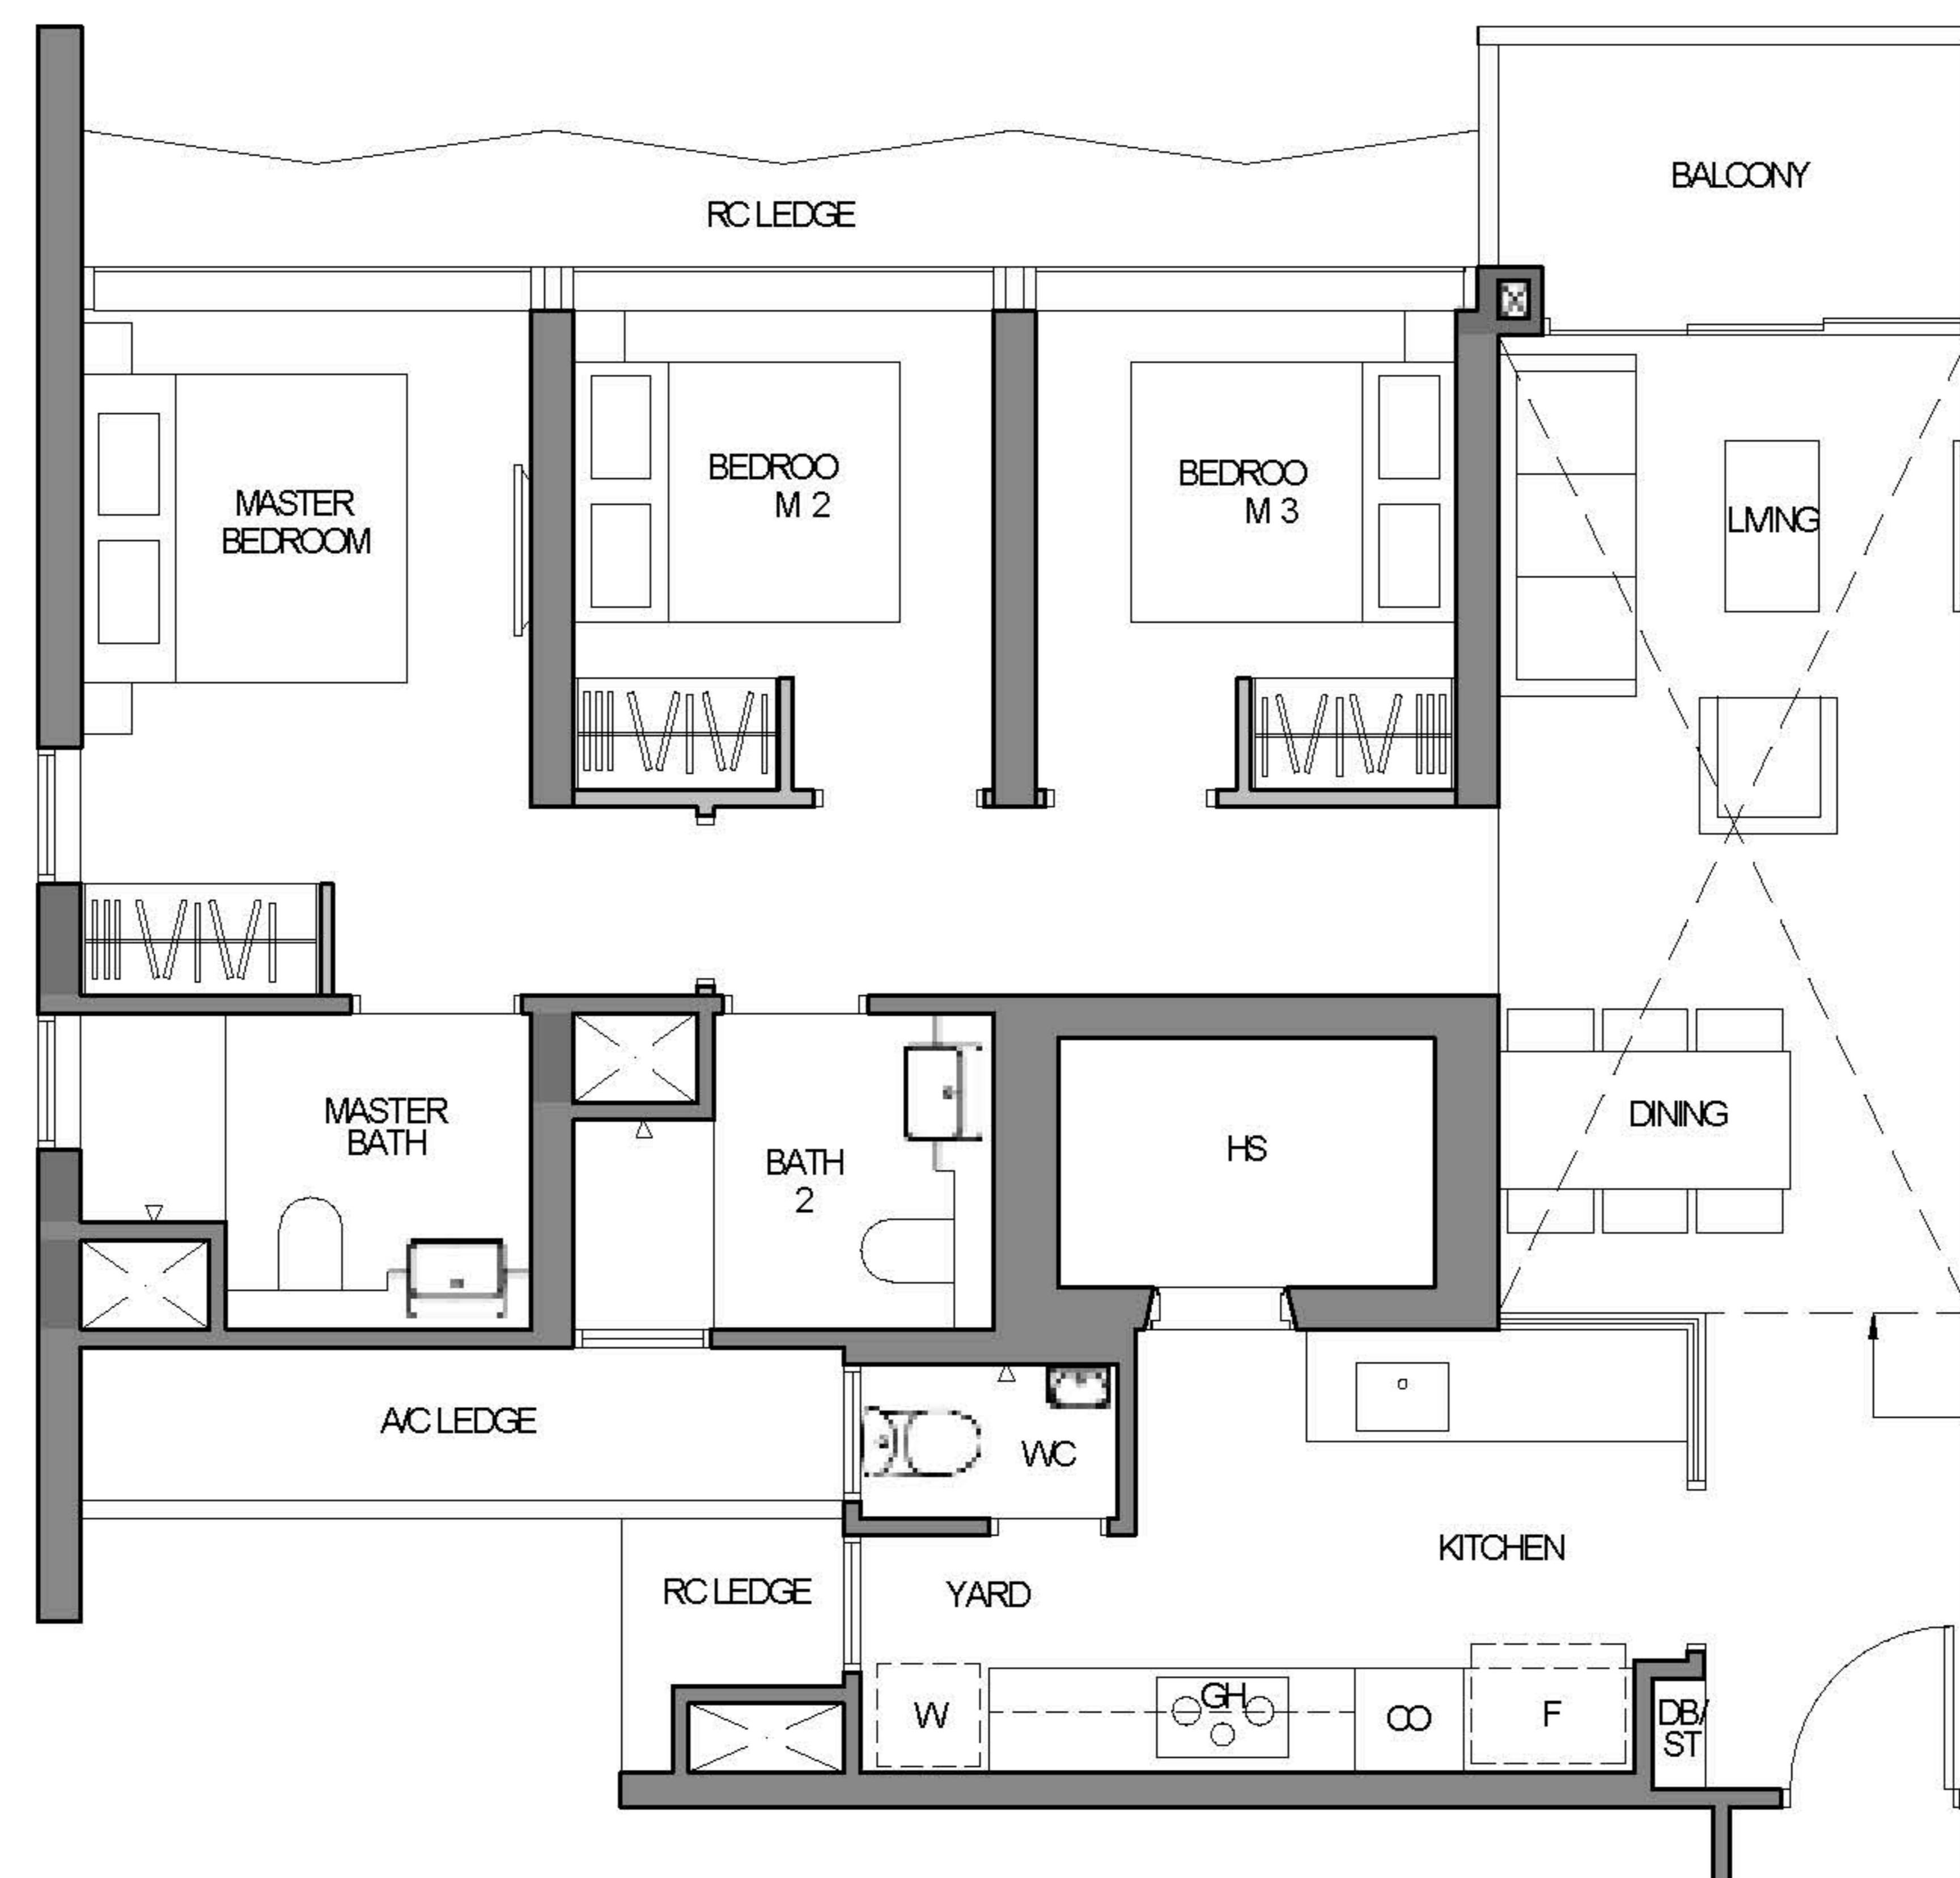 BALCONY
RC LEDGE
MASTER
BEDROOM
BEDROO
M 2
BEDROO
M 3
LIVING
MASTER
BATH
BATH
2
HS
DINING
A/C LEDGE
WC
RC LEDGE
YARD
KITCHEN
W
GH
CO
F
DB/
ST